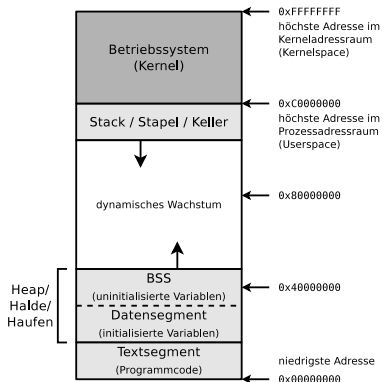 0xFFFFFFFF
höchste Adresse im
Kerneladressraum
(Kernelspace)
Betriebssystem
(Kernel)
0xC0000000
Stack / Stapel / Keller
höchste Adresse im
Prozessadressraum
(Userspace)
dynamisches Wachstum
0x80000000
Heap/
Halde/
Haufen
BSS
(uninitialisierte Variablen)
0x40000000
Datensegment
(initialisierte Variablen)
Textsegment
(Programmcode)
niedrigste Adresse
0x00000000